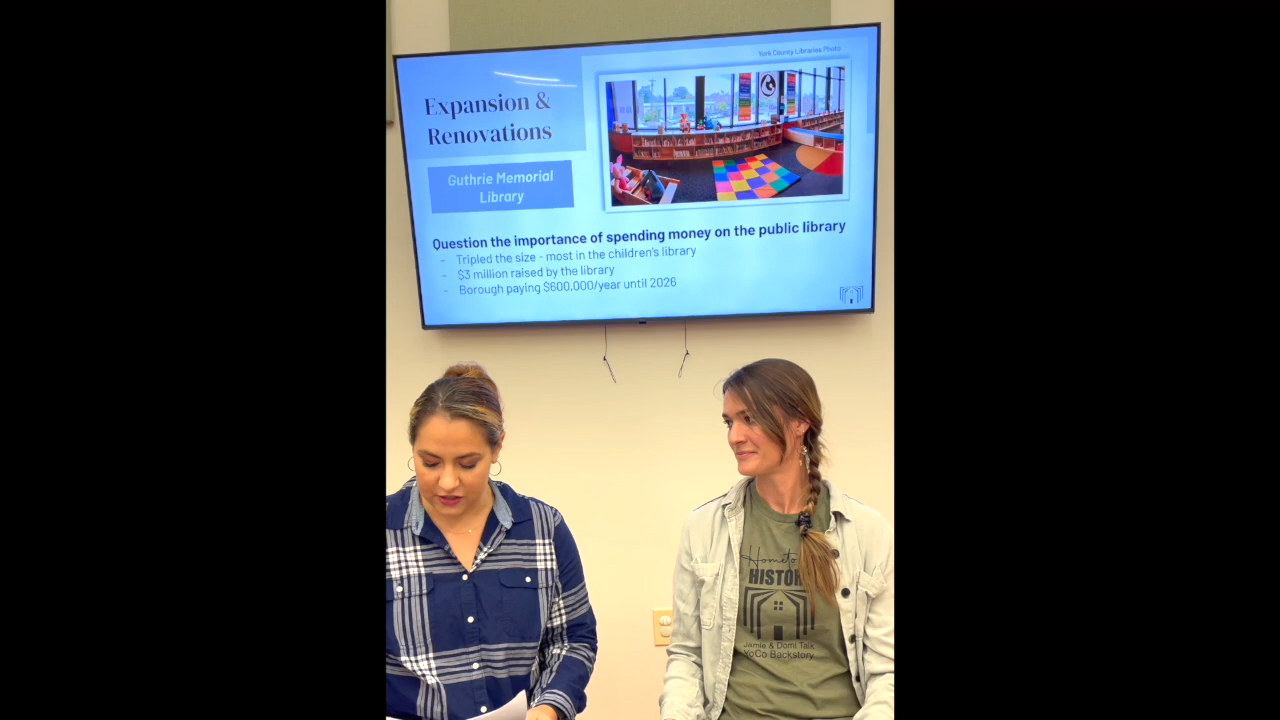 York County Libraries Photo
Expansion &
Renovations
Guthrie Memorial
Library
Question the importance of spending money on the public library
- Tripled the size - most in the children's library
- $3 million raised by the library
- Borough paying $600,000/year until 2026
Hometo
HISTOR
Jamie & Domi Talk
YoCo Backstory